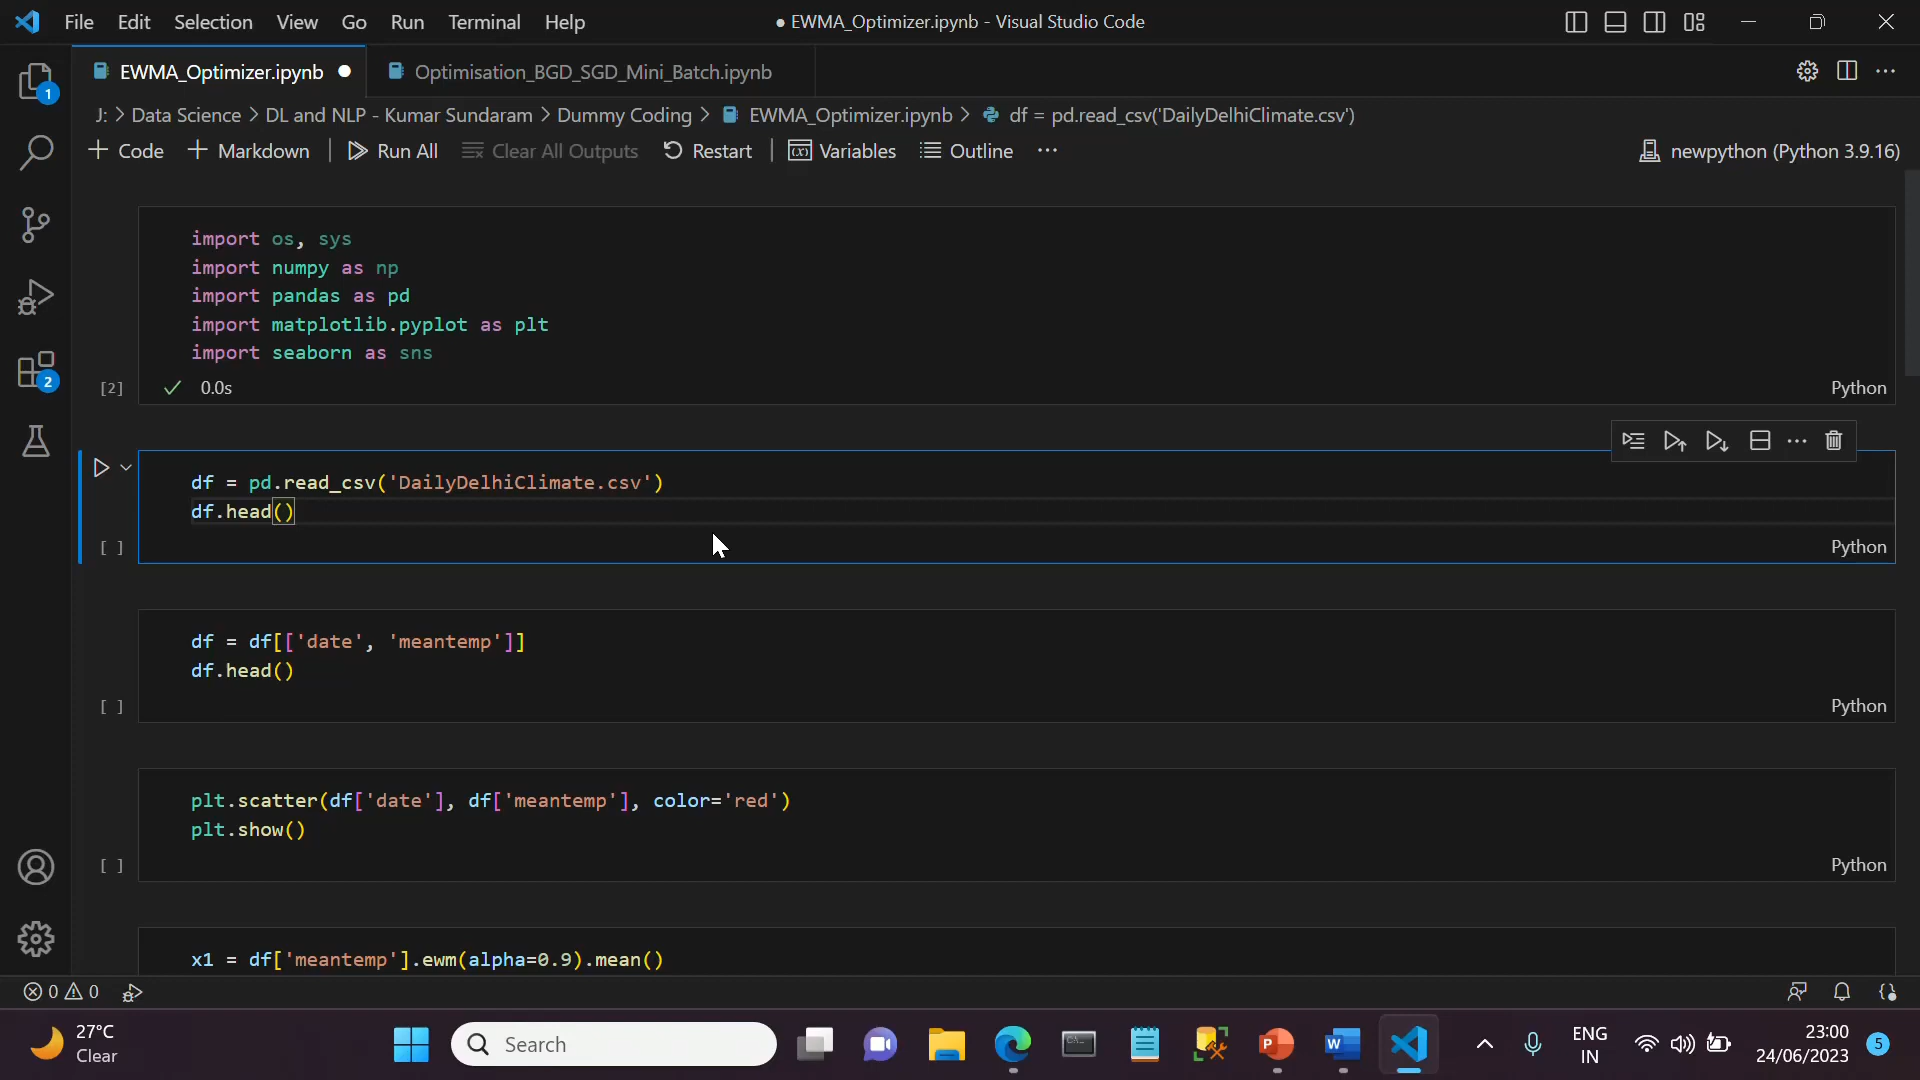 File Edit Selection View Go Run Terminal Help
● EWMA_Optimizer.ipynb - Visual Studio Code
EWMA_Optimizer.ipynb ●
Optimisation_BGD_SGD_Mini_Batch.ipynb
1
J: > Data Science > DL and NLP - Kumar Sundaram > Dummy Coding > EWMA_Optimizer.ipynb > df = pd.read_csv('DailyDelhiClimate.csv')
+ Code + Markdown Run All Clear All Outputs Restart Variables Outline ...
newpython (Python 3.9.16)
import os, sys
import numpy as np
import pandas as pd
import matplotlib.pyplot as plt
import seaborn as sns
[2] ✓ 0.0s Python
2
df = pd.read_csv('DailyDelhiClimate.csv')
df.head()
[ ] Python
df = df[['date', 'meantemp']]
df.head()
[ ] Python
plt.scatter(df['date'], df['meantemp'], color='red')
plt.show()
[ ] Python
x1 = df['meantemp'].ewm(alpha=0.9).mean()
0 0
27°C
Clear
Search
ENG
IN
23:00
24/06/2023
5